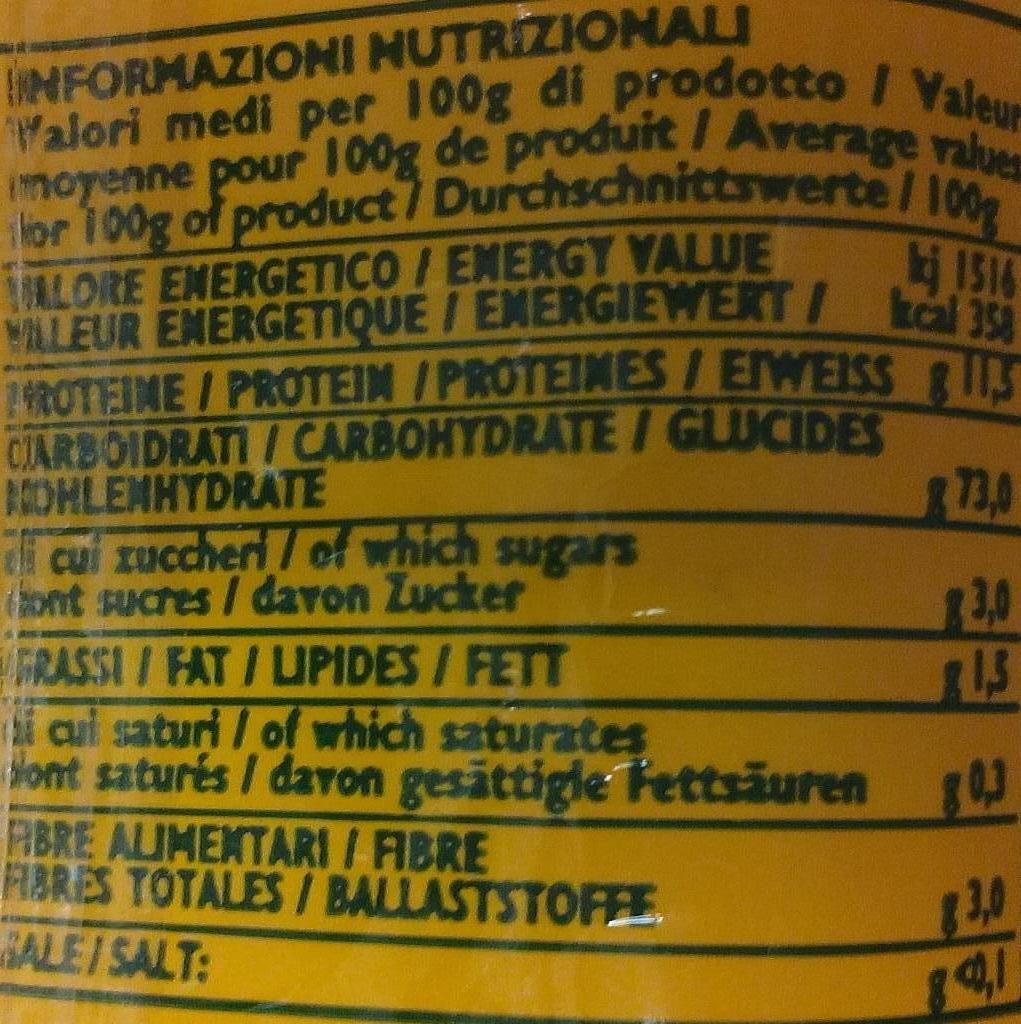 INFORMAZIONI NUTRIZIONALI
Valori medi per 100g di prodotto / Valeur
moyenne pour 100g de produit / Average values
for 100g of product / Durchschnittswerte / 100g
VALORE ENERGETICO / ENERGY VALUE kj 1516
VALLEUR ENERGETIQUE / ENERGIEWERT / kcal 358
PROTEINE / PROTEIN / PROTEINES / EIWEISS g 11,5
CARBOIDRATI / CARBOHYDRATE / GLUCIDES
KOHLENHYDRATE g 73,0
di cui zuccheri / of which sugars
dont sucres / davon Zucker g 3,0
GRASSI / FAT / LIPIDES / FETT g 1,5
di cui saturi / of which saturates
dont saturés / davon gesättigle Fettsäuren g 0,3
FIBRE ALIMENTARI / FIBRE
FIBRES TOTALES / BALLASTSTOFFE g 3,0
SALE / SALT: g <0,1